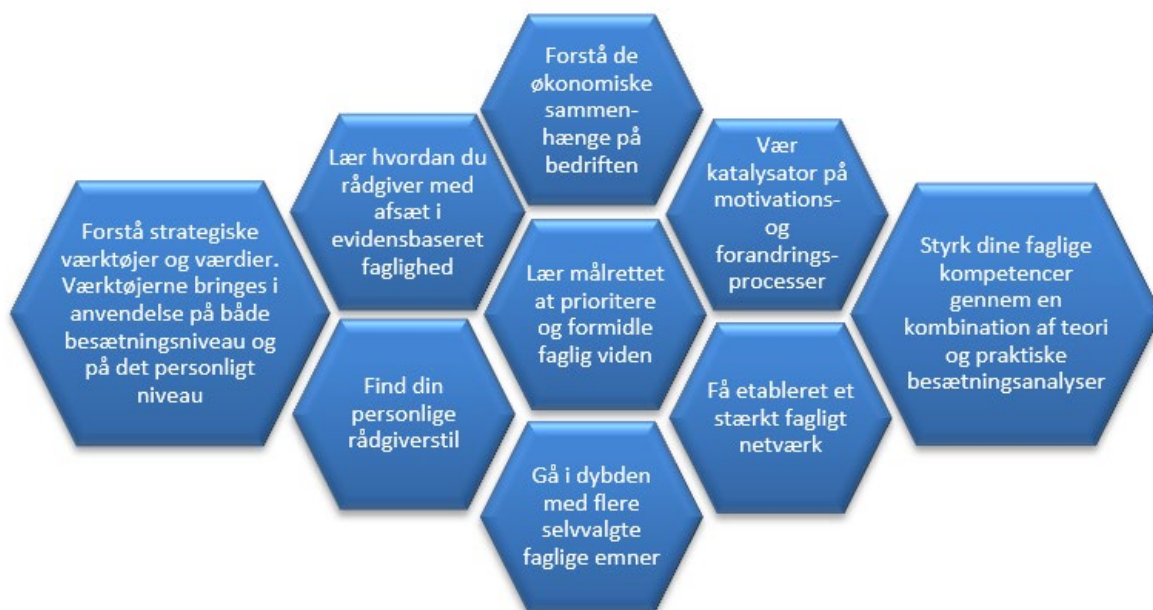 Forstå de
økonomiske
sammen-
hænge på
bedriften
Lær hvordan du
rådgiver med
afsæt i
evidensbaseret
faglighed
Vær
katalysator på
motivations-
og
forandrings-
processer
Forstå strategiske
værktøjer og værdier.
Værktøjerne bringes i
anvendelse på både
besætningsniveau og
på det personligt
niveau
Lær målrettet
at prioritere
og formidle
faglig viden
Styrk dine faglige
kompetencer
gennem en
kombination af teori
og praktiske
besætningsanalyser
Find din
personlige
rådgiverstil
Få etableret et
stærkt fagligt
netværk
Gå i dybden
med flere
selvvalgte
faglige emner